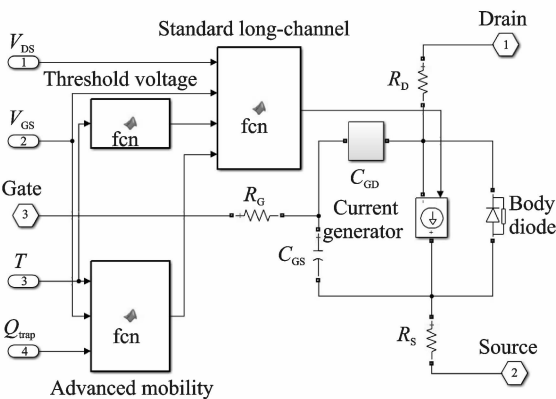 Standard long-channel
Drain
1
V_DS
1
Threshold voltage
R_D
fcn
fcn
V_GS
2
C_GD
Gate
3
R_G
Current
generator
Body
diode
C_GS
T
3
fcn
R_S
Q_trap
4
Source
2
Advanced mobility